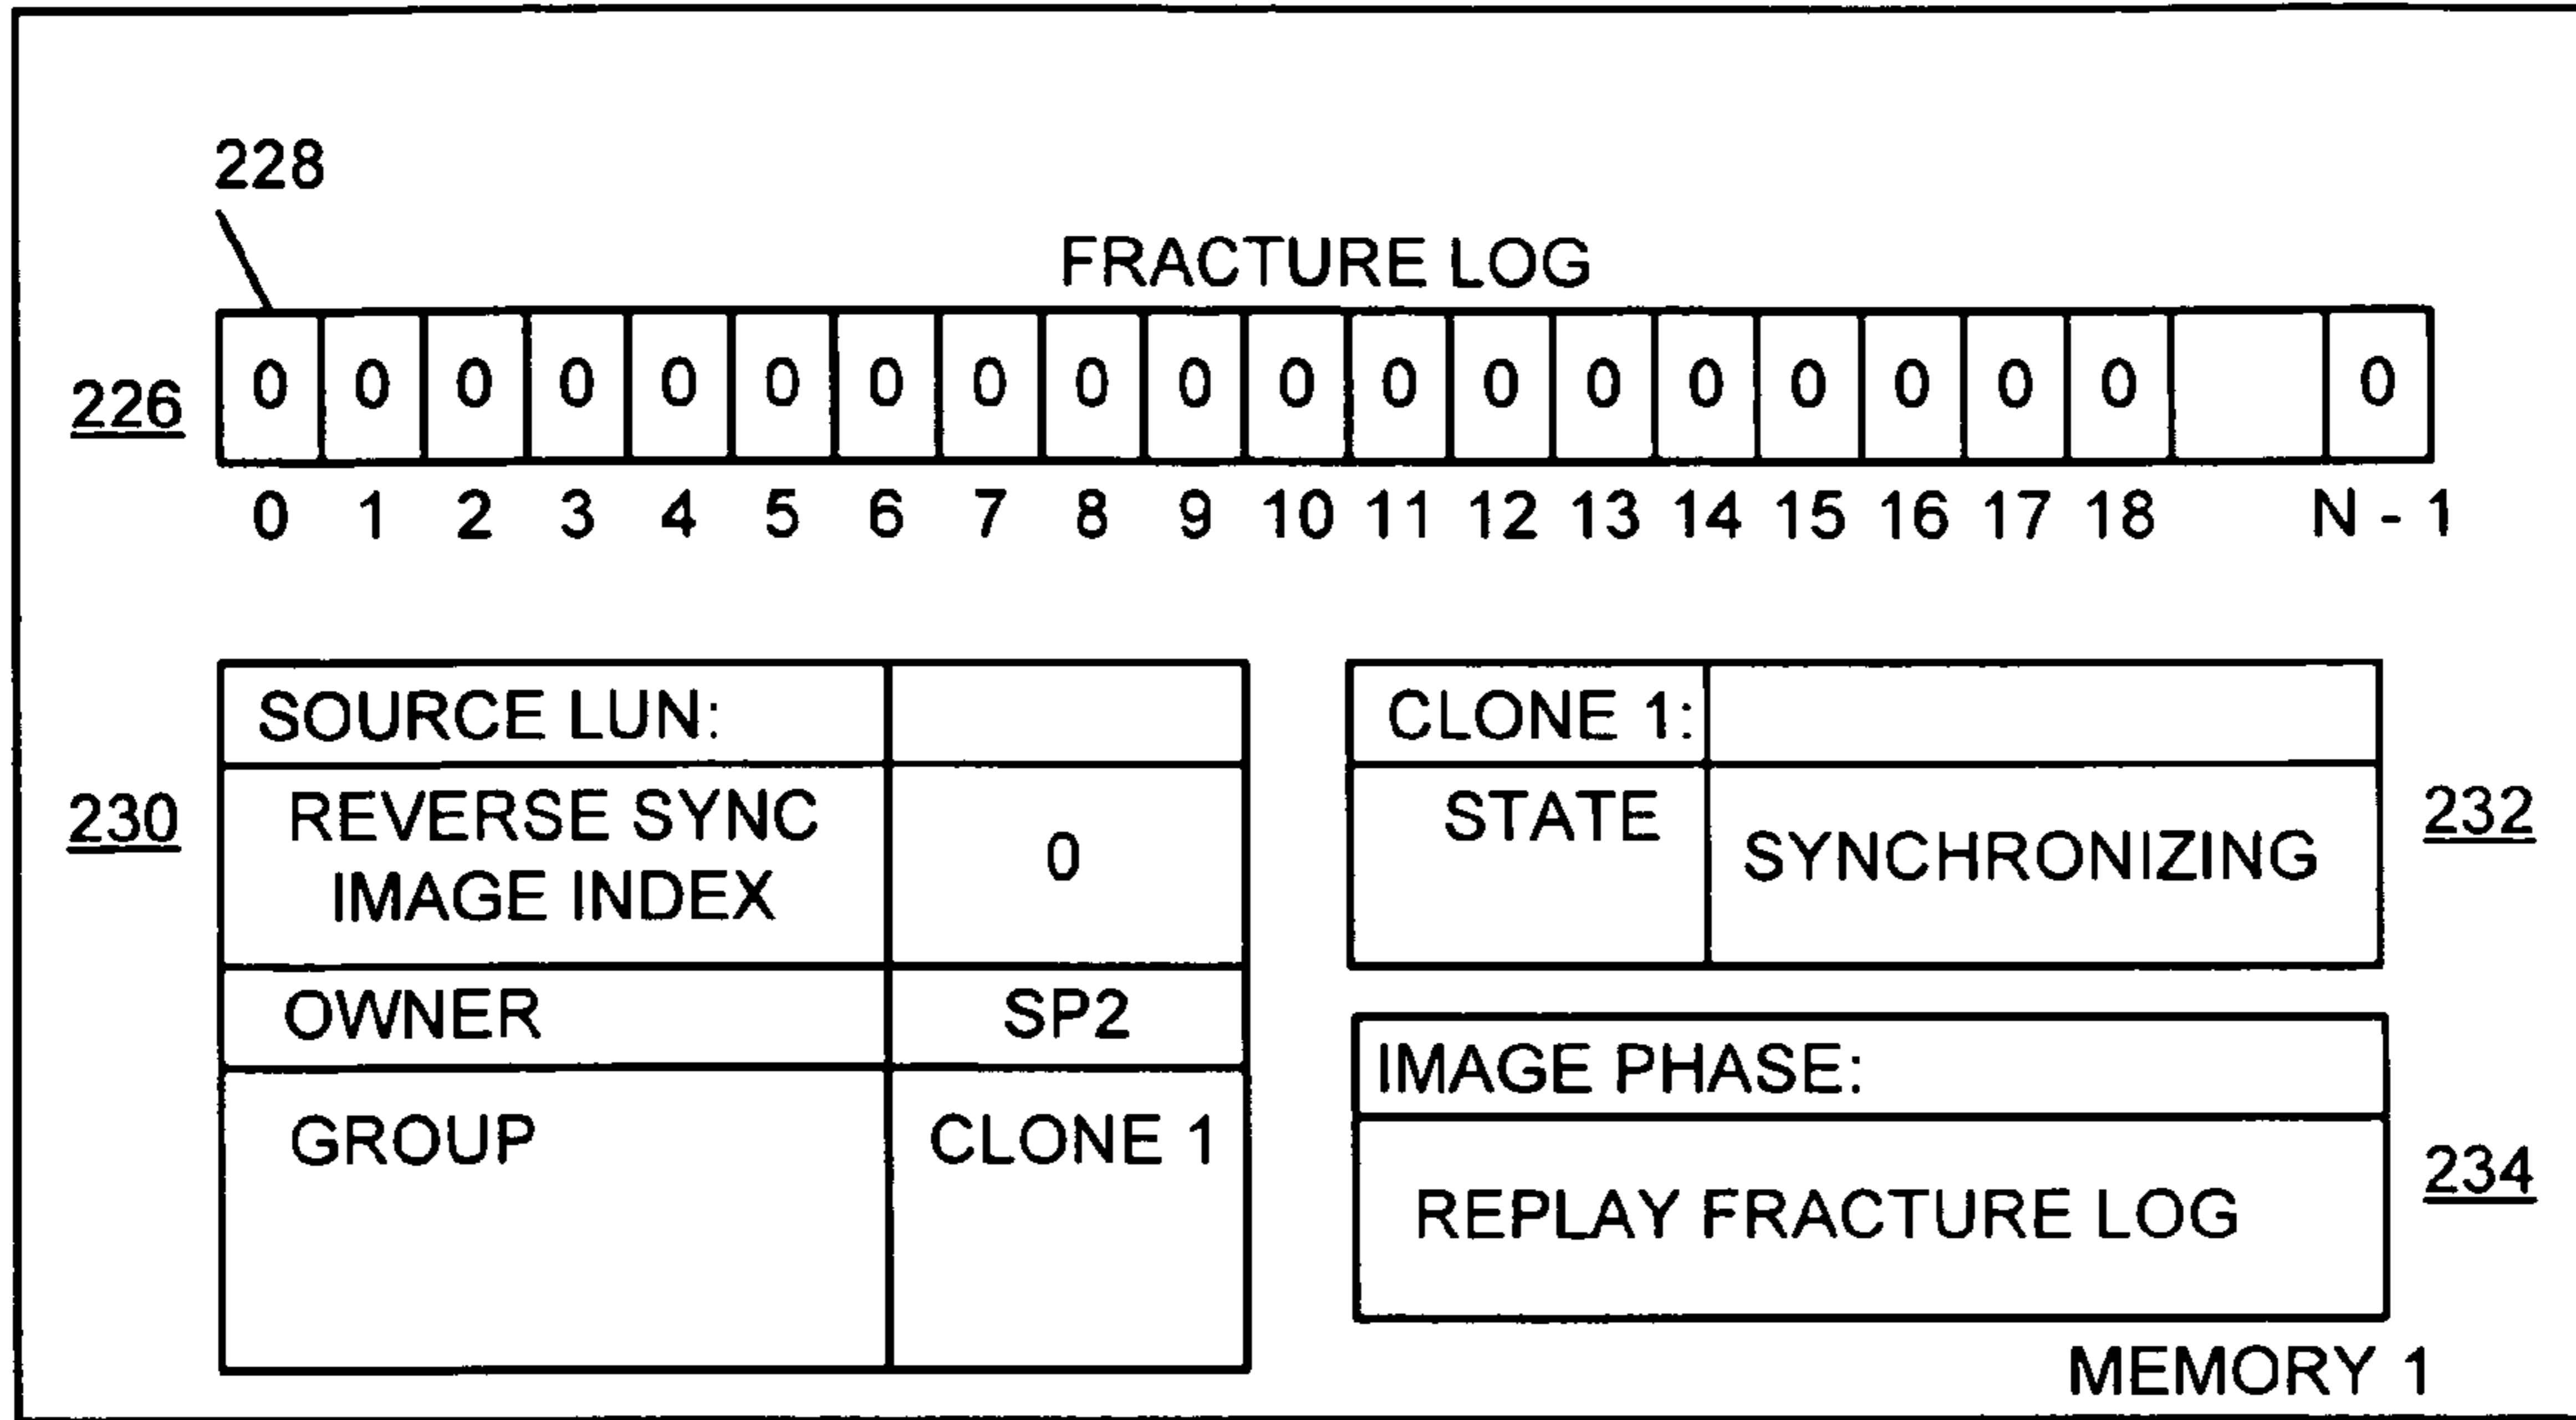 228
FRACTURE LOG
226 0 0 0 0 0 0 0 0 0 0 0 0 0 0 0 0 0 0 0 0
0 1 2 3 4 5 6 7 8 9 10 11 12 13 14 15 16 17 18 N - 1
230
SOURCE LUN:
REVERSE SYNC
IMAGE INDEX
0
OWNER SP2
GROUP CLONE 1
CLONE 1:
STATE
SYNCHRONIZING
232
IMAGE PHASE:
REPLAY FRACTURE LOG
234
MEMORY 1